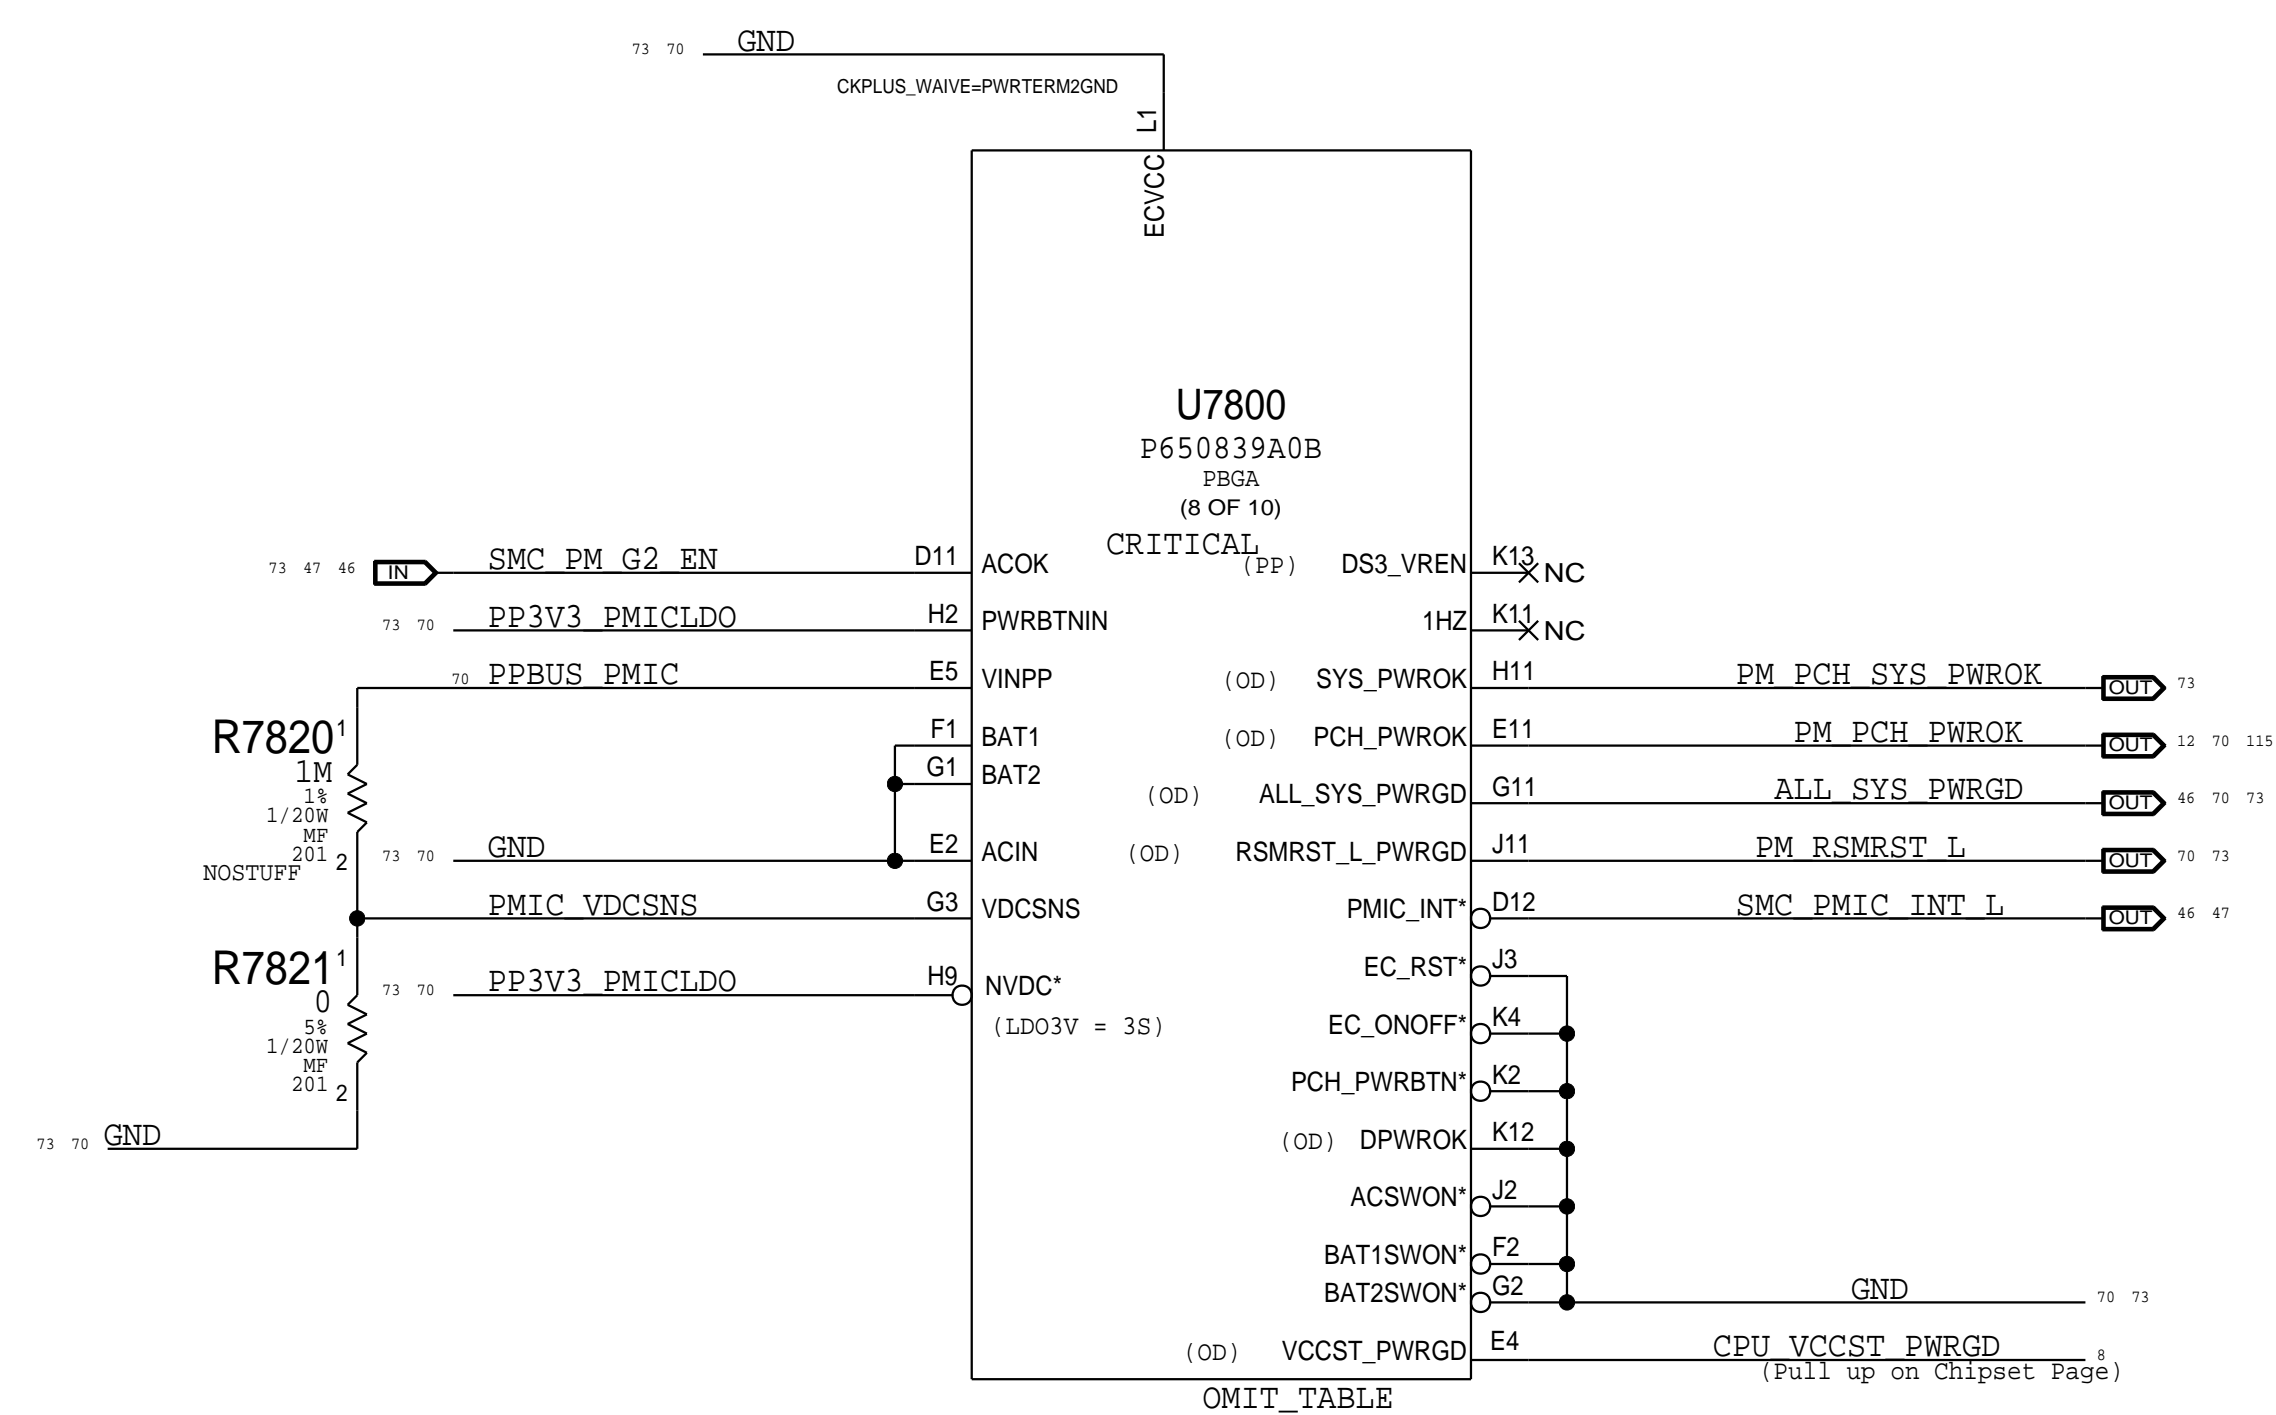 73 70 GND
CKPLUS_WAIVE=PWRTERM2GND
L1
ECVCC
U7800
P650839A0B
PBGA
(8 OF 10)
CRITICAL
73 47 46 IN SMC_PM_G2_EN D11 ACOK
(PP) DS3_VREN K13 NC
73 70 PP3V3_PMICLDO H2 PWRBTNIN
1HZ K11 NC
70 PPBUS_PMIC E5 VINPP
(OD) SYS_PWROK H11 PM_PCH_SYS_PWROK OUT 73
R7820 1
1M
1%
1/20W
MF
201 2
NOSTUFF
F1 BAT1
(OD) PCH_PWROK E11 PM_PCH_PWROK OUT 12 70 115
G1 BAT2
(OD) ALL_SYS_PWRGD G11 ALL_SYS_PWRGD OUT 46 70 73
73 70 GND E2 ACIN
(OD) RSMRST_L_PWRGD J11 PM_RSMRST_L OUT 70 73
PMIC_VDCSNS G3 VDCSNS
PMIC_INT* D12 SMC_PMIC_INT_L OUT 46 47
R7821 1
0
5%
1/20W
MF
201 2
73 70 PP3V3_PMICLDO H9 NVDC*
(LDO3V = 3S)
EC_RST* J3
EC_ONOFF* K4
PCH_PWRBTN* K2
73 70 GND
(OD) DPWROK K12
ACSWON* J2
BAT1SWON* F2
BAT2SWON* G2 GND 70 73
(OD) VCCST_PWRGD E4 CPU_VCCST_PWRGD 8
(Pull up on Chipset Page)
OMIT_TABLE